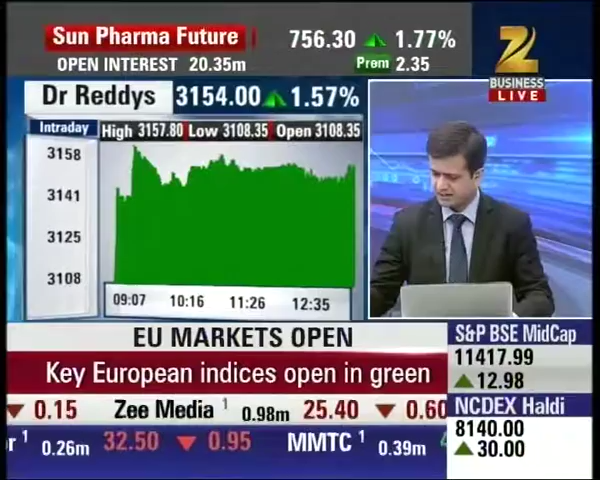 Sun Pharma Future 756.30 1.77%
OPEN INTEREST 20.35m Prem 2.35
Z
BUSINESS
LIVE
Dr Reddys 3154.00 1.57%
Intraday High 3157.80 Low 3108.35 Open 3108.35
3158
3141
3125
3108
09:07 10:16 11:26 12:35
EU MARKETS OPEN
Key European indices open in green
S&P BSE MidCap
11417.99
12.98
NCDEX Haldi
8140.00
30.00
0.15 Zee Media 1 0.98m 25.40 0.60
r 1 0.26m 32.50 0.95 MMTC 1 0.39m